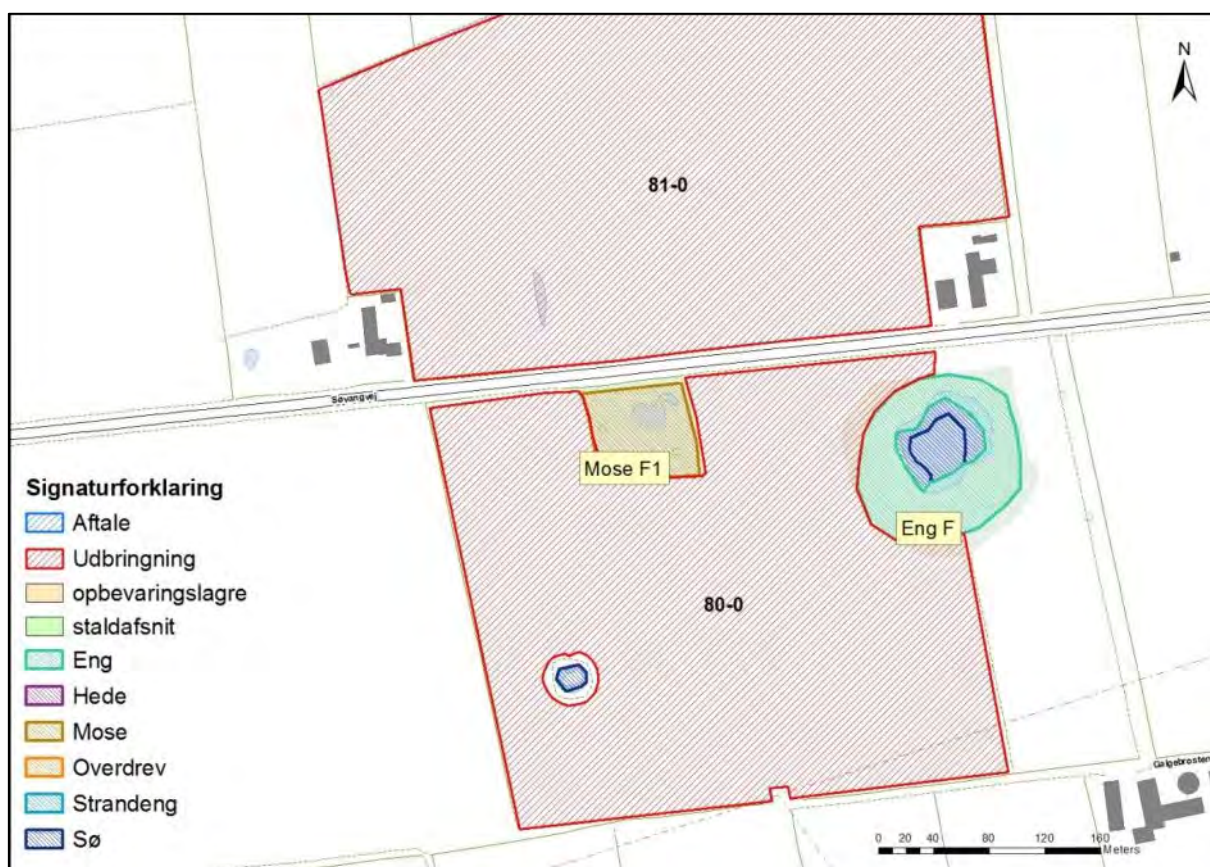 N
81-0
Søvangvej
Mose F1
Eng F
80-0
Signaturforklaring
Aftale
Udbringning
opbevaringslagre
staldafsnit
Eng
Hede
Mose
Overdrev
Strandeng
Sø
Galgebrosten
0 20 40 80 120 160
Meters